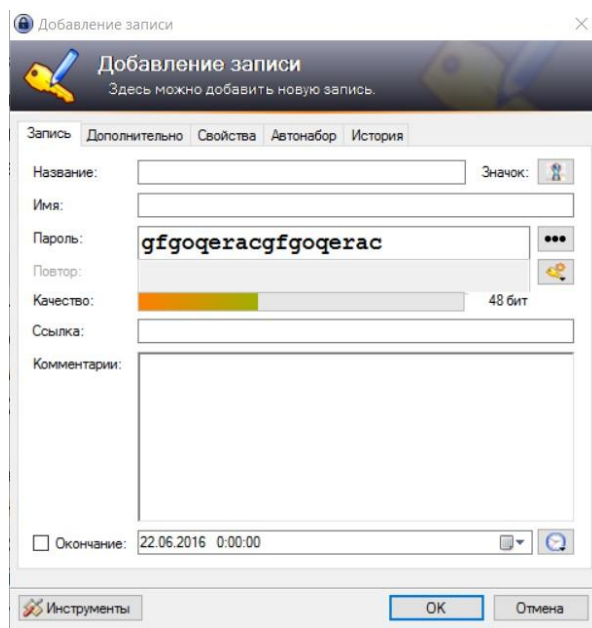 Добавление записи
Добавление записи
Здесь можно добавить новую запись.
Запись Дополнительно Свойства Автонабор История
Название: Значок:
Имя:
Пароль: gfgoqeracgfgoqerac
Повтор:
Качество: 48 бит
Ссылка:
Комментарии:
Окончание: 22.06.2016 0:00:00
Инструменты OK Отмена